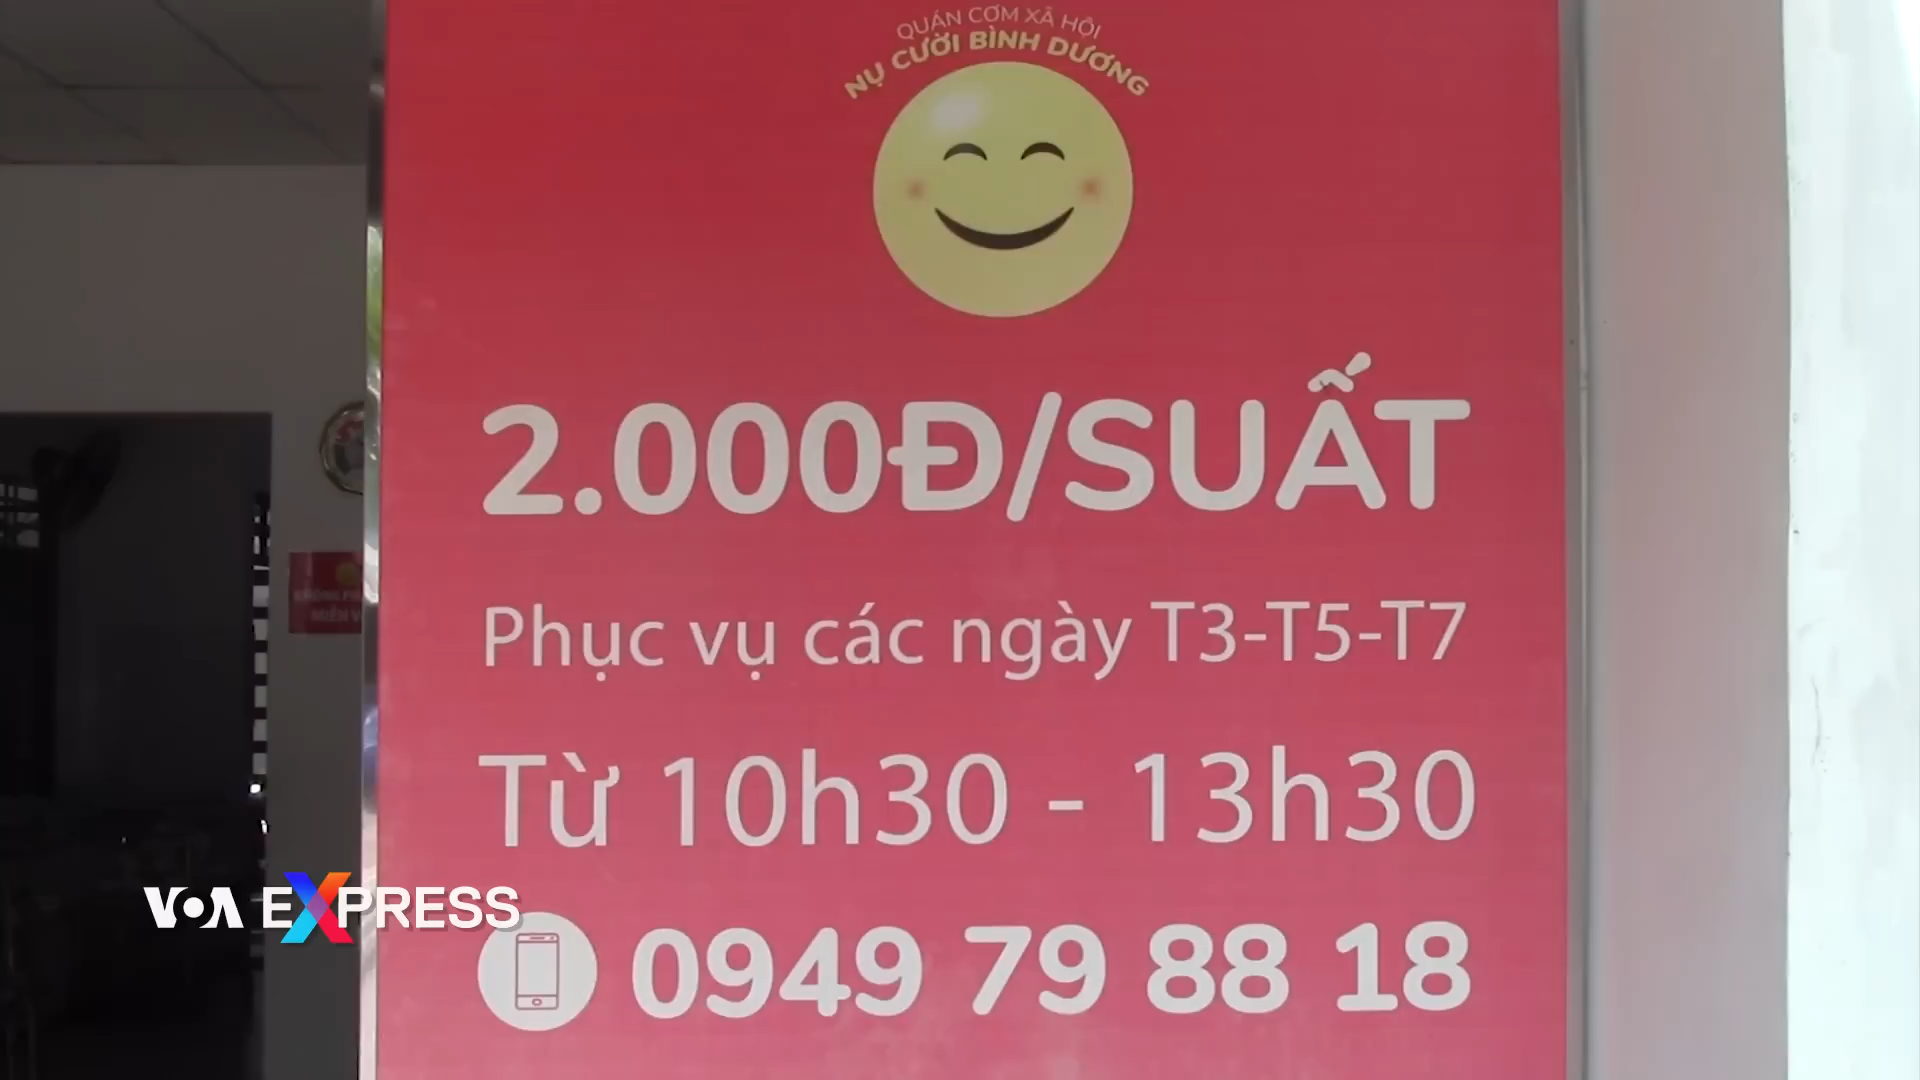 QUÁN CƠM XÃ HỘI
NỤ CƯỜI BÌNH DƯƠNG
2.000Đ/SUẤT
Phục vụ các ngày T3-T5-T7
Từ 10h30 - 13h30
0949 79 88 18
VOA EXPRESS